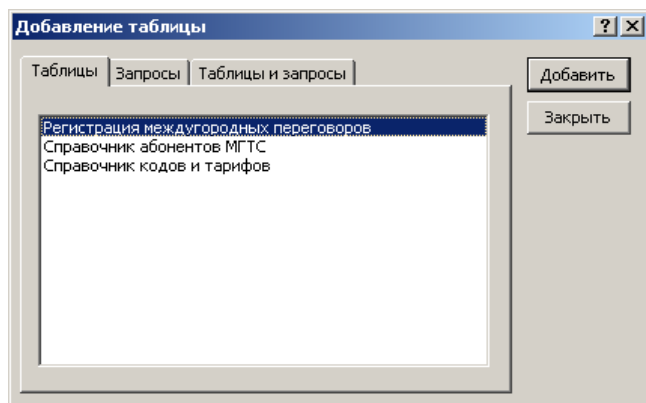 Добавление таблицы
Таблицы Запросы Таблицы и запросы
Добавить
Закрыть
Регистрация междугородных переговоров
Справочник абонентов МГТС
Справочник кодов и тарифов